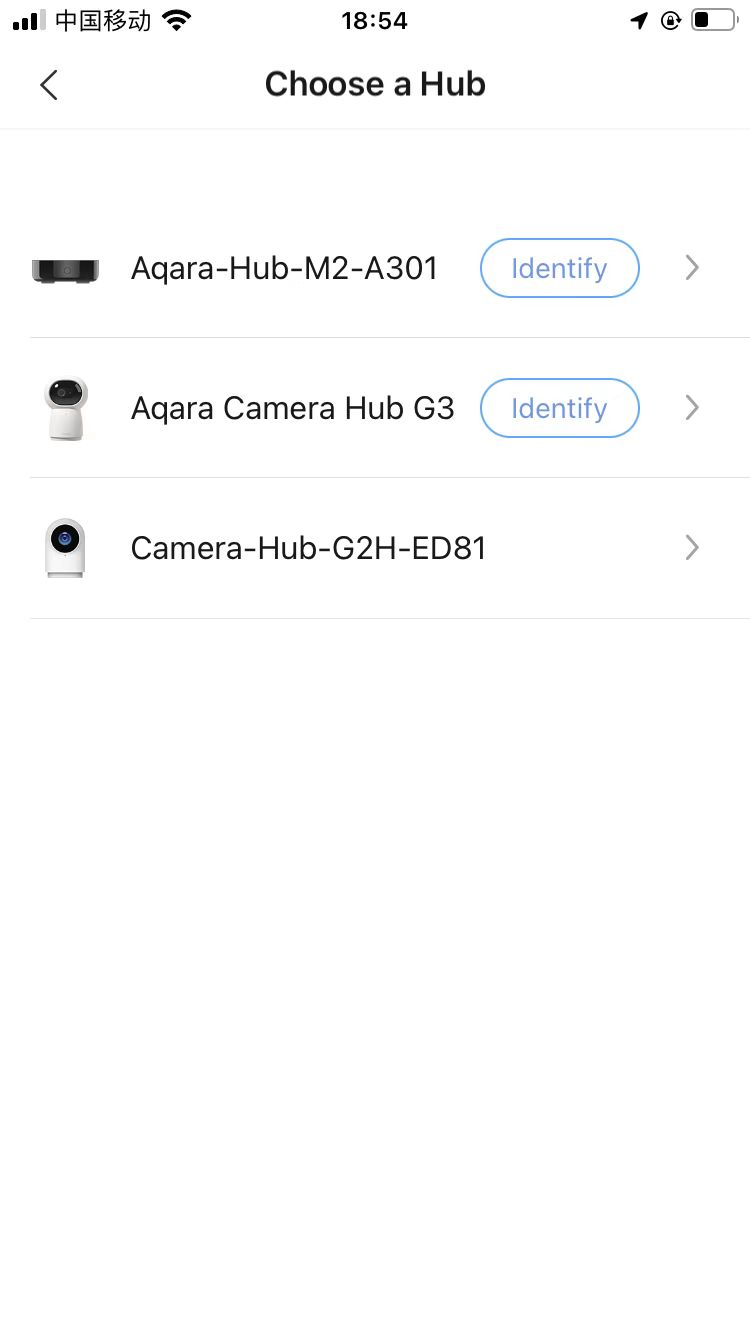 中国移动
18:54
Choose a Hub
Aqara-Hub-M2-A301 Identify
Aqara Camera Hub G3 Identify
Camera-Hub-G2H-ED81